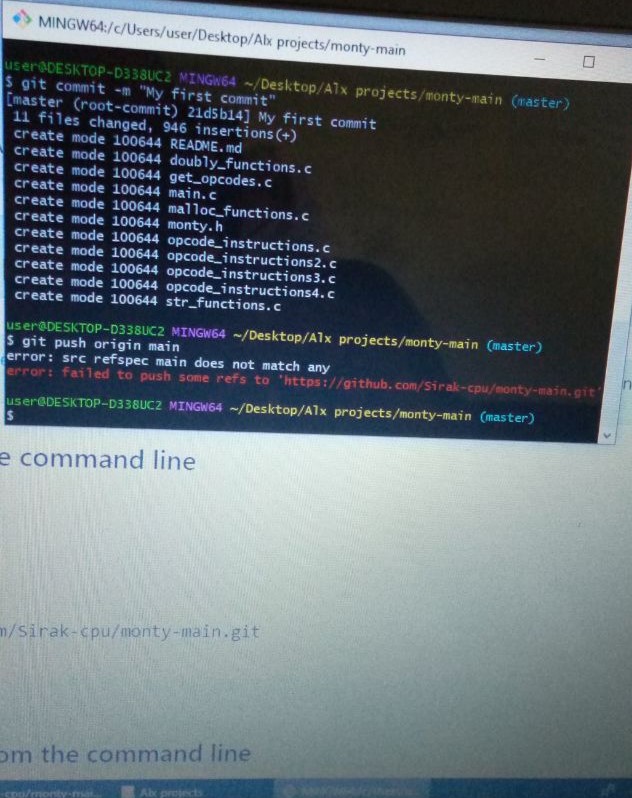 MINGW64:/c/Users/user/Desktop/Alx projects/monty-main
user@DESKTOP-D338UC2 MINGW64 ~/Desktop/Alx projects/monty-main (master)
$ git commit -m "My first commit"
[master (root-commit) 21d5b14] My first commit
11 files changed, 946 insertions(+)
create mode 100644 README.md
create mode 100644 doubly_functions.c
create mode 100644 get_opcodes.c
create mode 100644 main.c
create mode 100644 malloc_functions.c
create mode 100644 monty.h
create mode 100644 opcode_instructions.c
create mode 100644 opcode_instructions2.c
create mode 100644 opcode_instructions3.c
create mode 100644 opcode_instructions4.c
create mode 100644 str_functions.c
user@DESKTOP-D338UC2 MINGW64 ~/Desktop/Alx projects/monty-main (master)
$ git push origin main
error: src refspec main does not match any
error: failed to push some refs to 'https://github.com/Sirak-cpu/monty-main.git'
user@DESKTOP-D338UC2 MINGW64 ~/Desktop/Alx projects/monty-main (master)
$
e command line
m/Sirak-cpu/monty-main.git
om the command line
-cpu/monty-mai... Alx projects